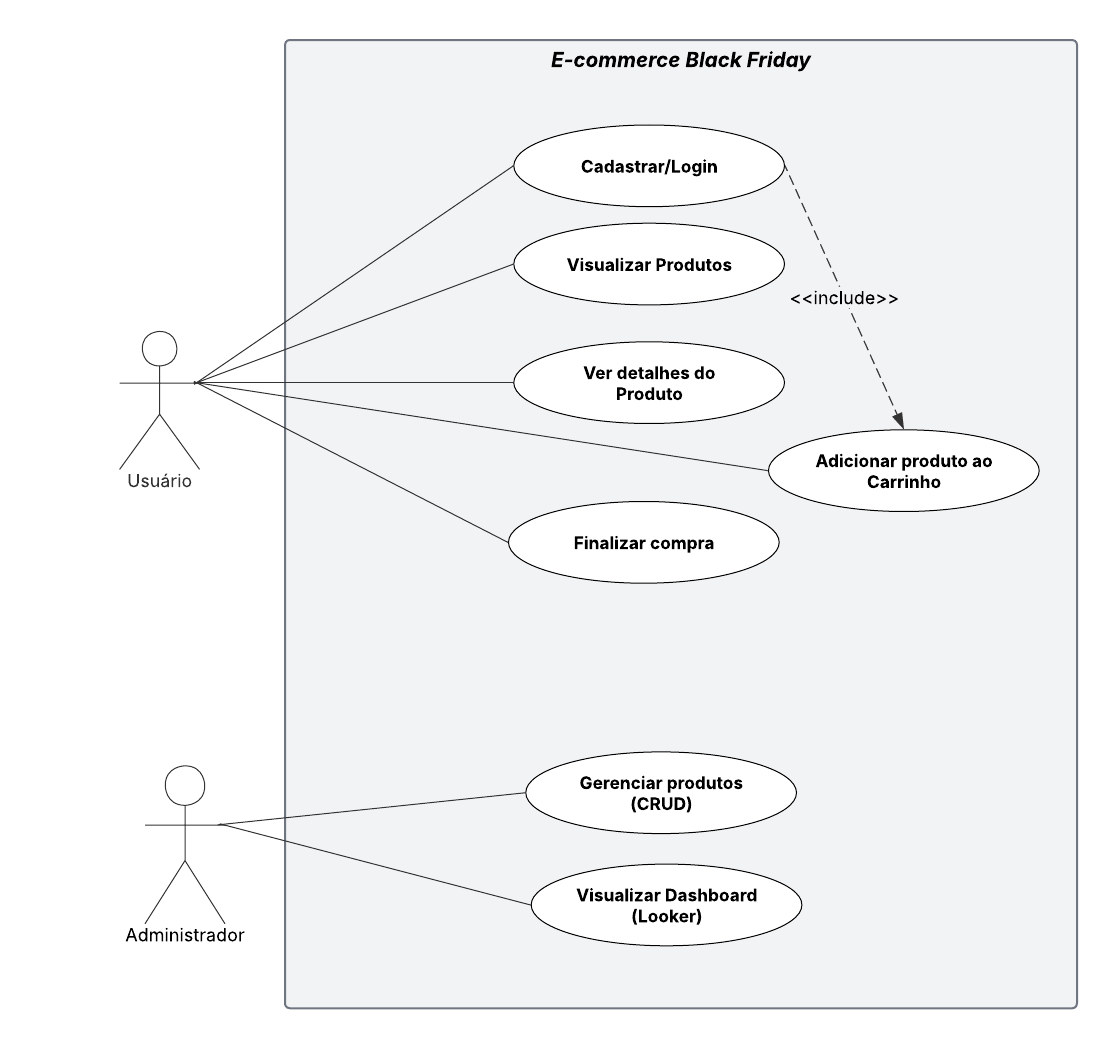 E-commerce Black Friday
Cadastrar/Login
Visualizar Produtos
<<include>>
Ver detalhes do
Produto
Adicionar produto ao
Carrinho
Usuário
Finalizar compra
Gerenciar produtos
(CRUD)
Visualizar Dashboard
(Looker)
Administrador